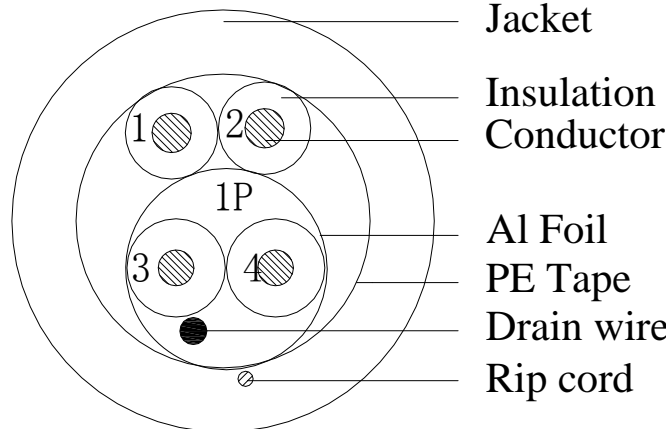 Jacket
Insulation
Conductor
1
2
1P
Al Foil
3
4
PE Tape
Drain wire
Rip cord